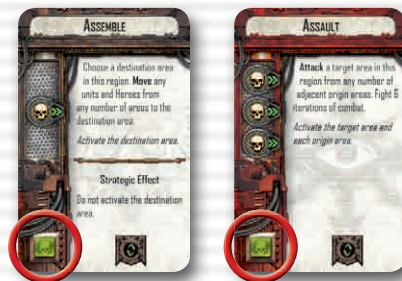 ASSEMBLE
Choose a destination area
in this region. Move any
units and Heroes from
any number of areas to the
destination area.
Activate the destination area.
Strategic Effect
Do not activate the destination
area.
ASSAULT
Attack a target area in this
region from any number of
adjacent origin areas. Fight 6
iterations of combat.
Activate the target area and
each origin area.